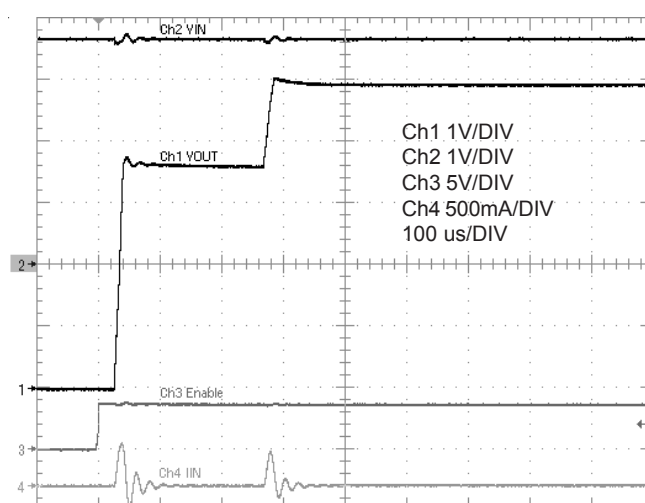 Ch2 VIN
Ch1 VOUT
Ch1 1V/DIV
Ch2 1V/DIV
Ch3 5V/DIV
Ch4 500mA/DIV
100 us/DIV
2
1
Ch3 Enable
3
Ch4 IIN
4